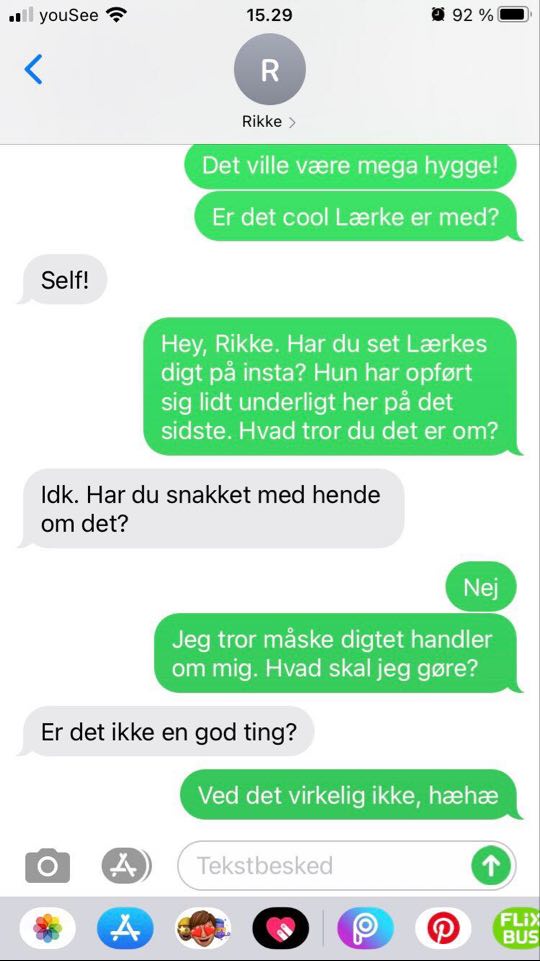 youSee 15.29 92 %
R
Rikke
Det ville være mega hygge!
Er det cool Lærke er med?
Self!
Hey, Rikke. Har du set Lærkes
digt på insta? Hun har opført
sig lidt underligt her på det
sidste. Hvad tror du det er om?
Idk. Har du snakket med hende
om det?
Nej
Jeg tror måske digtet handler
om mig. Hvad skal jeg gøre?
Er det ikke en god ting?
Ved det virkelig ikke, hæhæ
Tekstbesked
FLiX
BUS